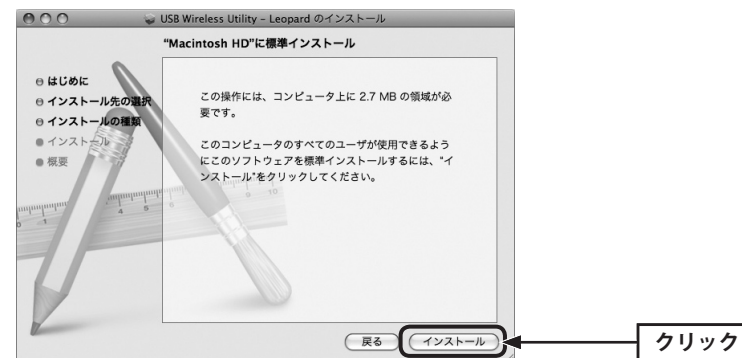 USB Wireless Utility – Leopard のインストール
“Macintosh HD”に標準インストール
はじめに
インストール先の選択
インストールの種類
インストール
概要
この操作には、コンピュータ上に 2.7 MB の領域が必
要です。
このコンピュータのすべてのユーザが使用できるよう
にこのソフトウェアを標準インストールするには、“イ
ンストール”をクリックしてください。
戻る
インストール
クリック